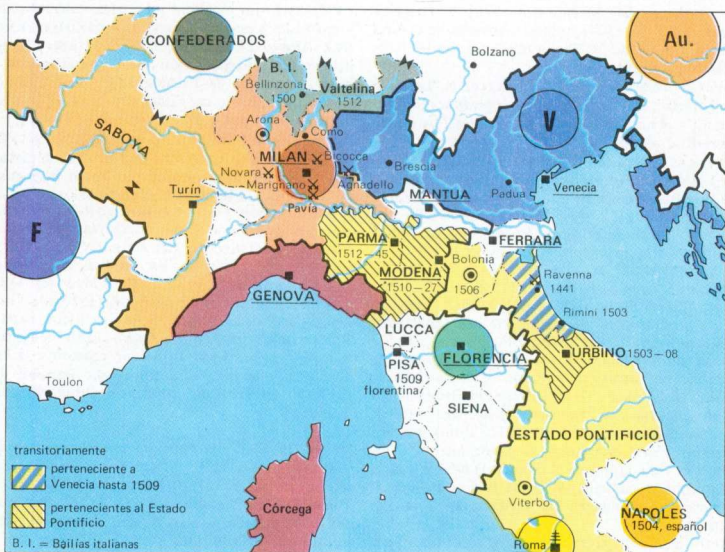 CONFEDERADOS
Bolzano
Au.
B. I.
Bellinzona
1500
Valtelina
1512
SABOYA
Arona
Como
V
MILAN
Bicocca
Novara
Marignano
Agnadello
Brescia
Padua
Venecia
Turín
Pavía
MANTUA
F
PARMA
1512–45
FERRARA
MODENA
1510–27
Bolonia
1506
Ravenna
1441
GENOVA
Rimini 1503
LUCCA
FLORENCIA
URBINO 1503–08
PISA
1509
florentina
Toulon
SIENA
ESTADO PONTIFICIO
transitoriamente
perteneciente a
Venecia hasta 1509
pertenecientes al Estado
Pontificio
B. I. = Bailías italianas
Córcega
Viterbo
Roma
NAPOLES
1504, español